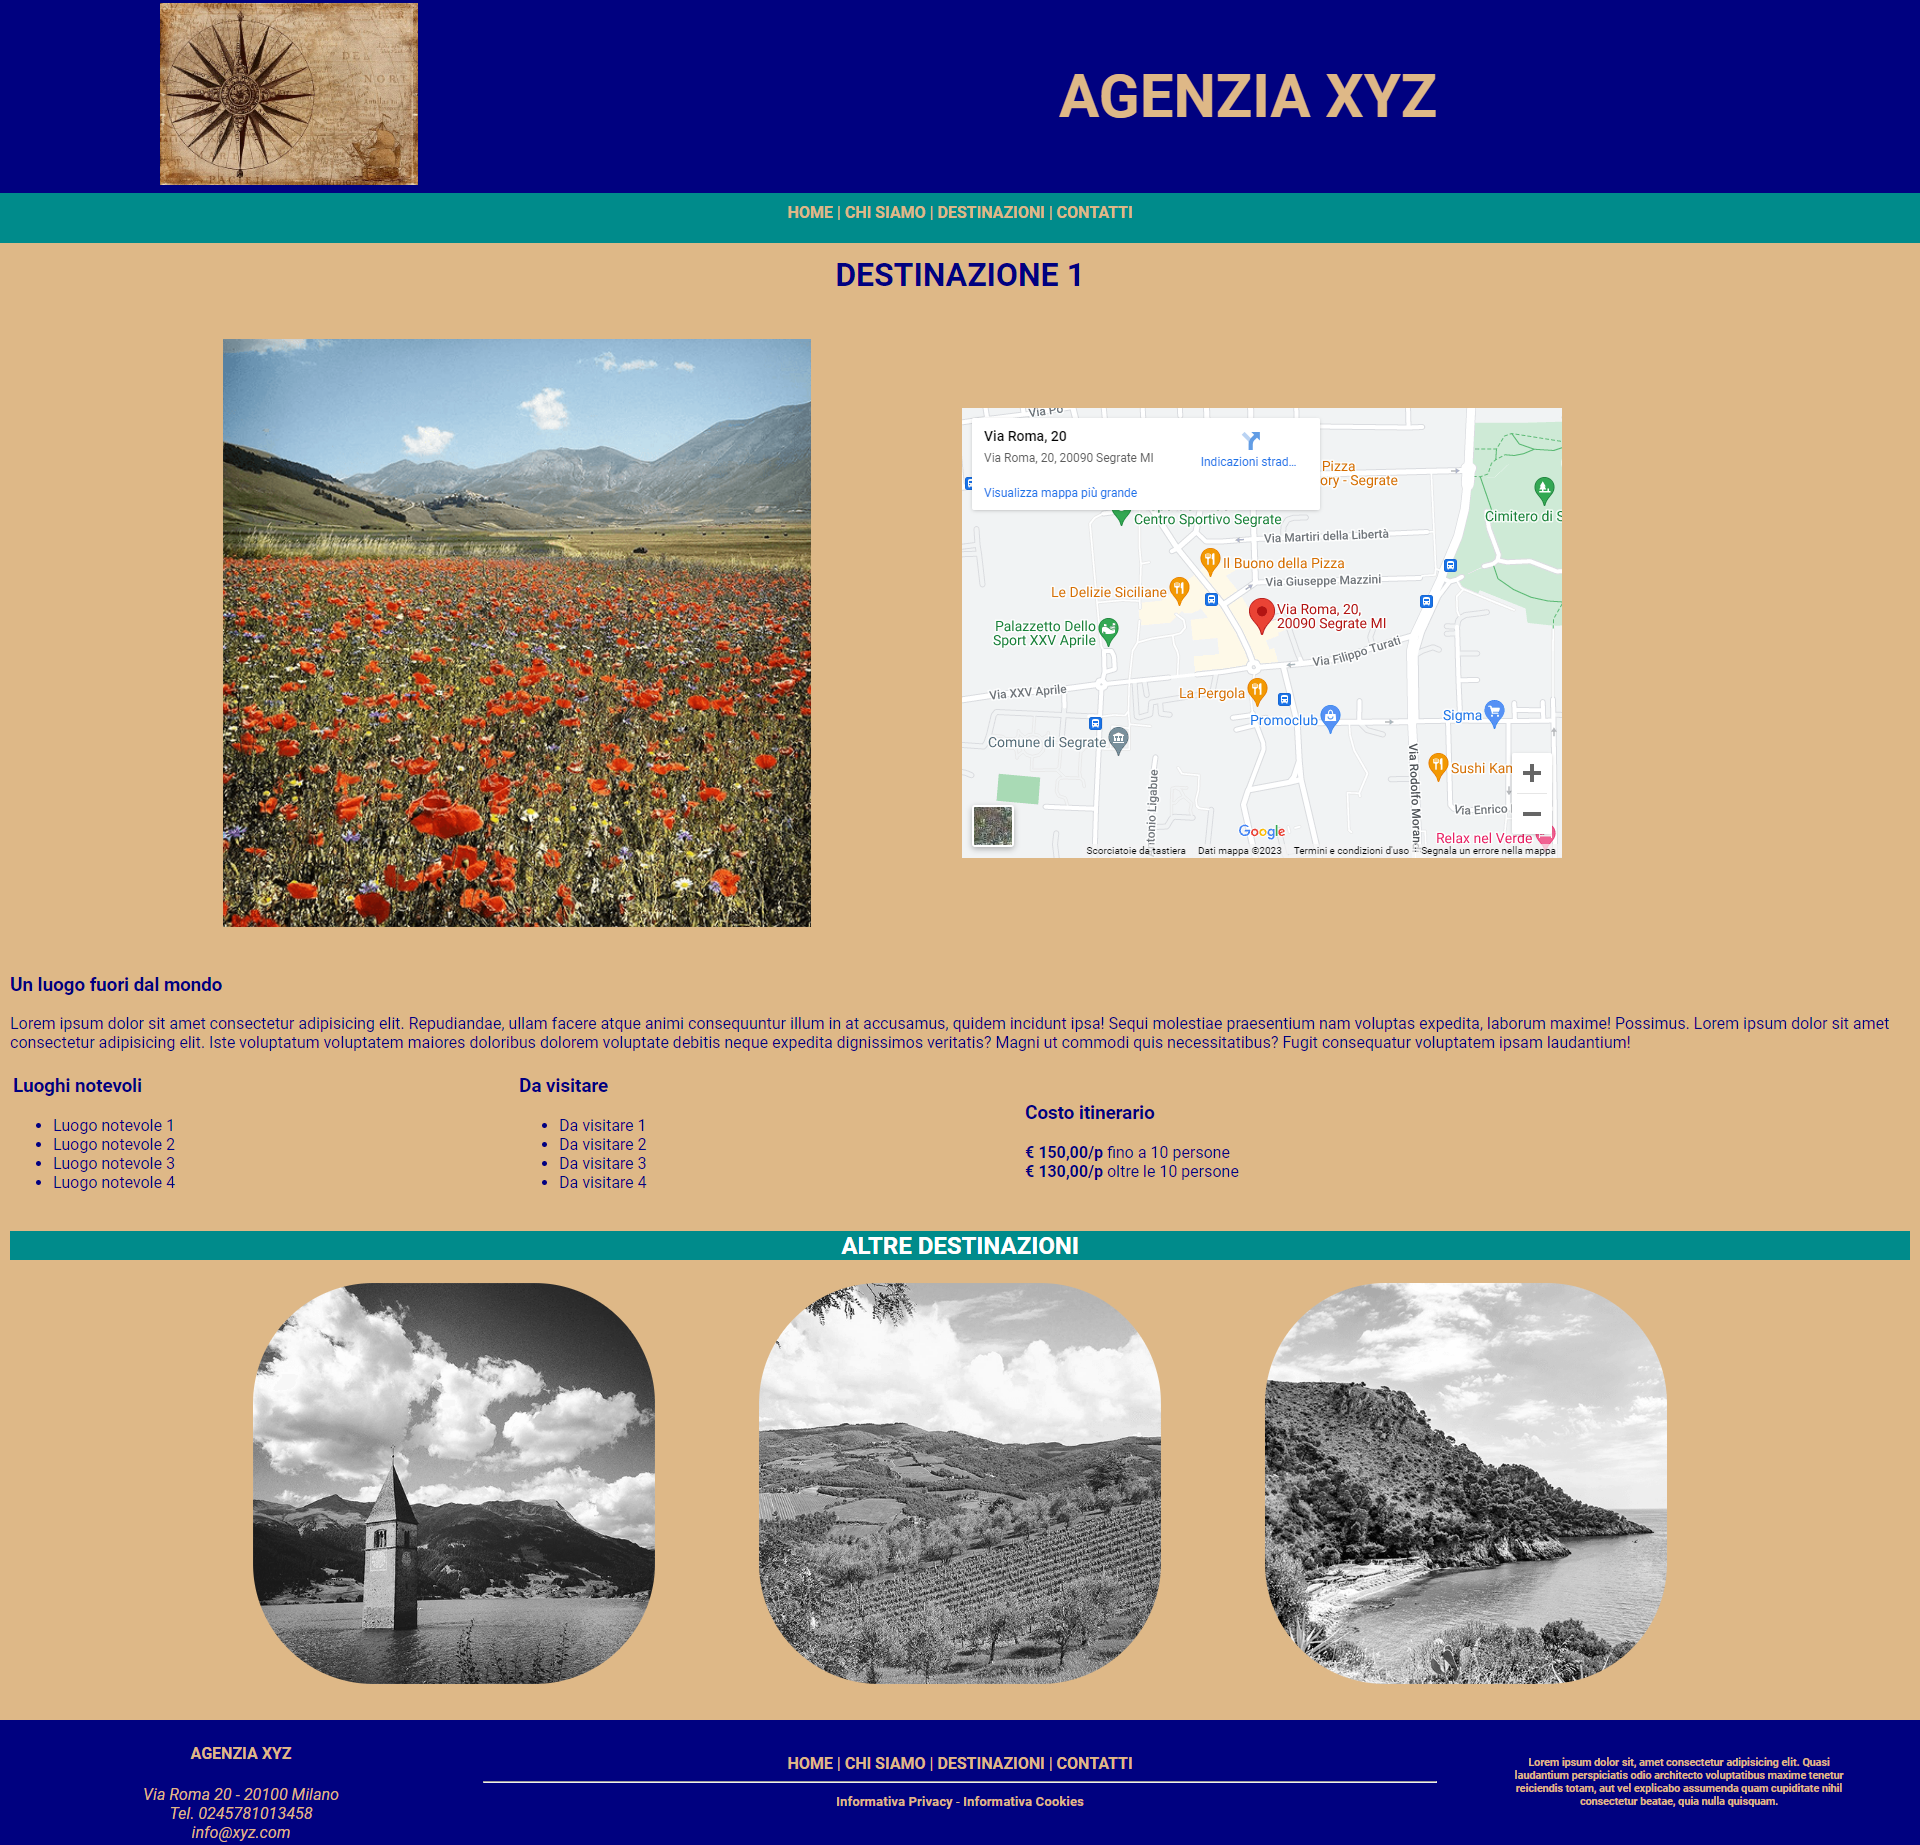 DEL
NORT
PACIFI
AGENZIA XYZ
HOME | CHI SIAMO | DESTINAZIONI | CONTATTI
DESTINAZIONE 1
Via Po
Via Roma, 20
Via Roma, 20, 20090 Segrate MI
Indicazioni strad...
Visualizza mappa più grande
Pizza
ory - Segrate
Cimitero di S
Centro Sportivo Segrate
Via Martiri della Libertà
Il Buono della Pizza
Via Giuseppe Mazzini
Le Delizie Siciliane
Via Roma, 20,
20090 Segrate MI
Palazzetto Dello
Sport XXV Aprile
Via Filippo Turati
Via XXV Aprile
La Pergola
Promoclub
Sigma
Comune di Segrate
Via Rodolfo Moran
Sushi Kan
tonio Ligabue
Via Enrico
Google
Relax nel Verde
Scorciatoie da tastiera
Dati mappa ©2023
Termini e condizioni d'uso
Segnala un errore nella mappa
Un luogo fuori dal mondo
Lorem ipsum dolor sit amet consectetur adipisicing elit. Repudiandae, ullam facere atque animi consequuntur illum in at accusamus, quidem incidunt ipsa! Sequi molestiae praesentium nam voluptas expedita, laborum maxime! Possimus. Lorem ipsum dolor sit amet
consectetur adipisicing elit. Iste voluptatum voluptatem maiores doloribus dolorem voluptate debitis neque expedita dignissimos veritatis? Magni ut commodi quis necessitatibus? Fugit consequatur voluptatem ipsam laudantium!
Luoghi notevoli
• Luogo notevole 1
• Luogo notevole 2
• Luogo notevole 3
• Luogo notevole 4
Da visitare
• Da visitare 1
• Da visitare 2
• Da visitare 3
• Da visitare 4
Costo itinerario
€ 150,00/p fino a 10 persone
€ 130,00/p oltre le 10 persone
ALTRE DESTINAZIONI
AGENZIA XYZ
Via Roma 20 - 20100 Milano
Tel. 0245781013458
info@xyz.com
HOME | CHI SIAMO | DESTINAZIONI | CONTATTI
Informativa Privacy - Informativa Cookies
Lorem ipsum dolor sit, amet consectetur adipisicing elit. Quasi
laudantium perspiciatis odio architecto voluptatibus maxime tenetur
reiciendis totam, aut vel explicabo assumenda quam cupiditate nihil
consectetur beatae, quia nulla quisquam.